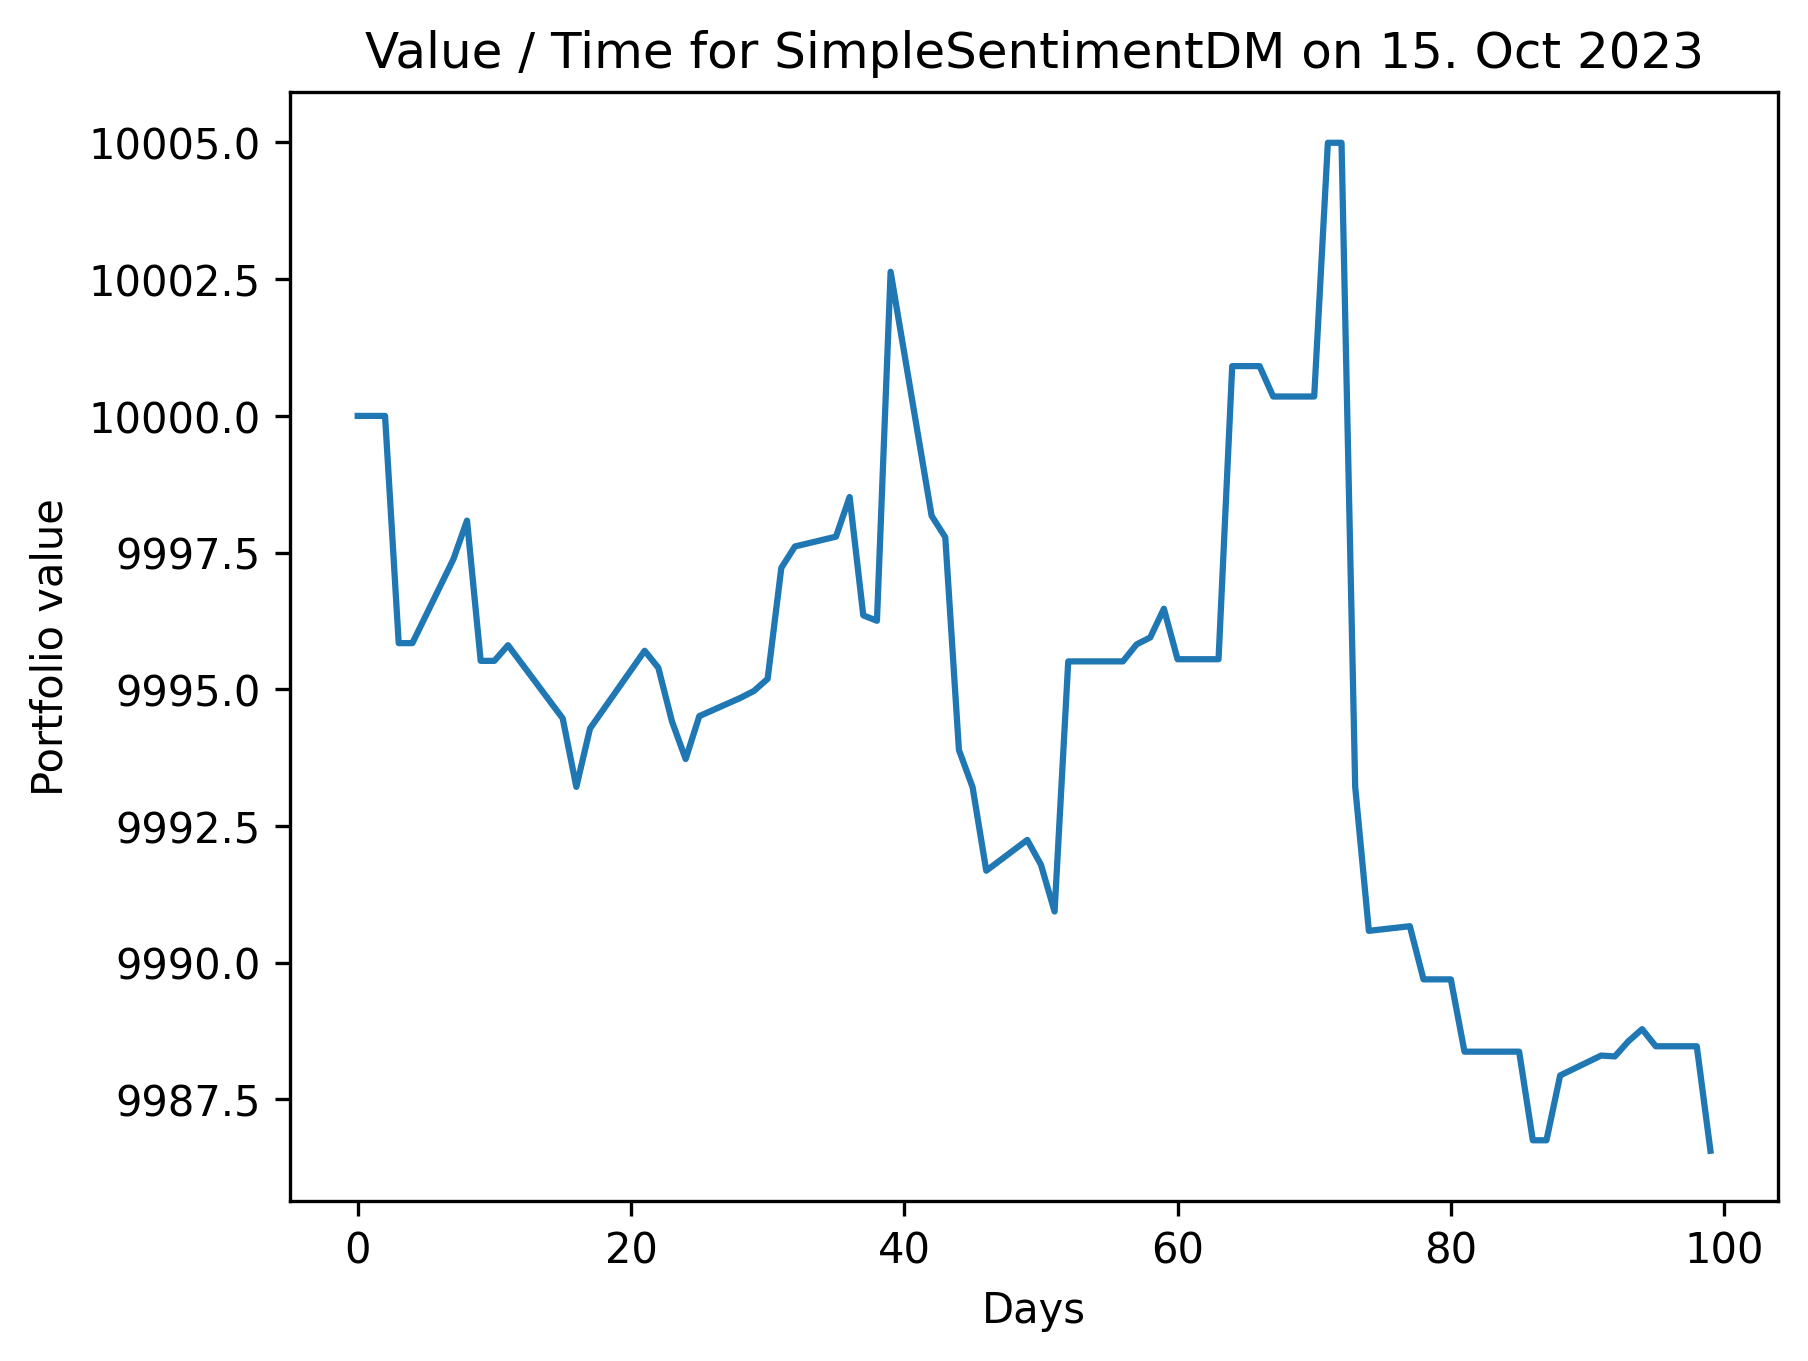 Value / Time for SimpleSentimentDM on 15. Oct 2023
10005.0
10002.5
10000.0
9997.5
9995.0
9992.5
9990.0
9987.5
Portfolio value
0 20 40 60 80 100
Days